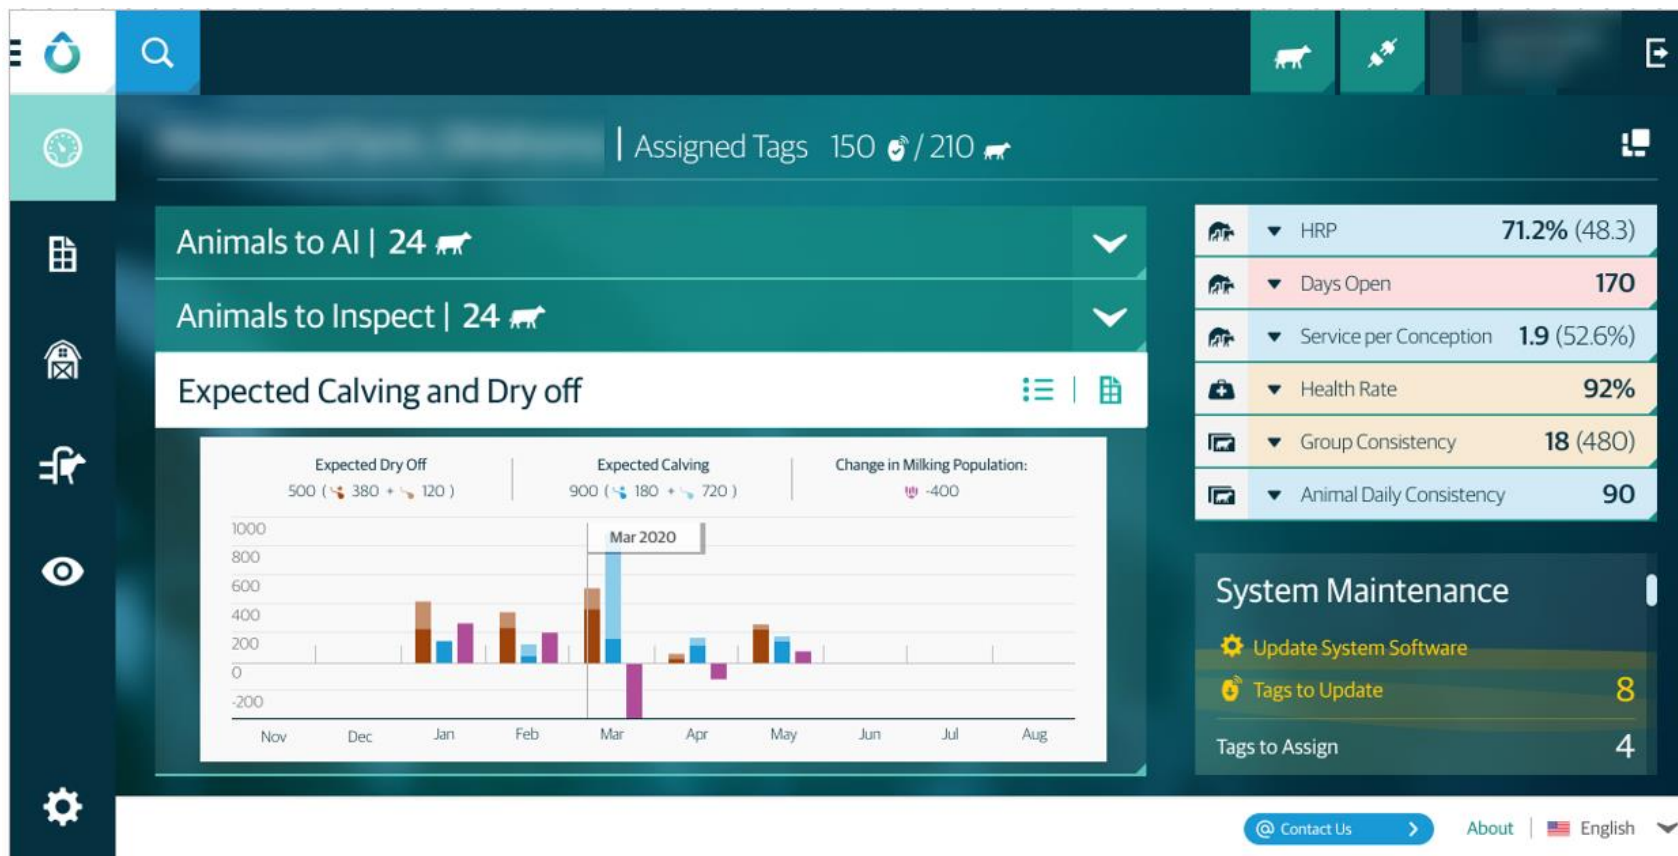 Assigned Tags 150 / 210
Animals to AI | 24
Animals to Inspect | 24
Expected Calving and Dry off
Expected Dry Off
500 ( 380 + 120 )
Expected Calving
900 ( 180 + 720 )
Change in Milking Population:
-400
1000
800
600
400
200
0
-200
Mar 2020
Nov Dec Jan Feb Mar Apr May Jun Jul Aug
HRP 71.2% (48.3)
Days Open 170
Service per Conception 1.9 (52.6%)
Health Rate 92%
Group Consistency 18 (480)
Animal Daily Consistency 90
System Maintenance
Update System Software
Tags to Update 8
Tags to Assign 4
@ Contact Us
About | English